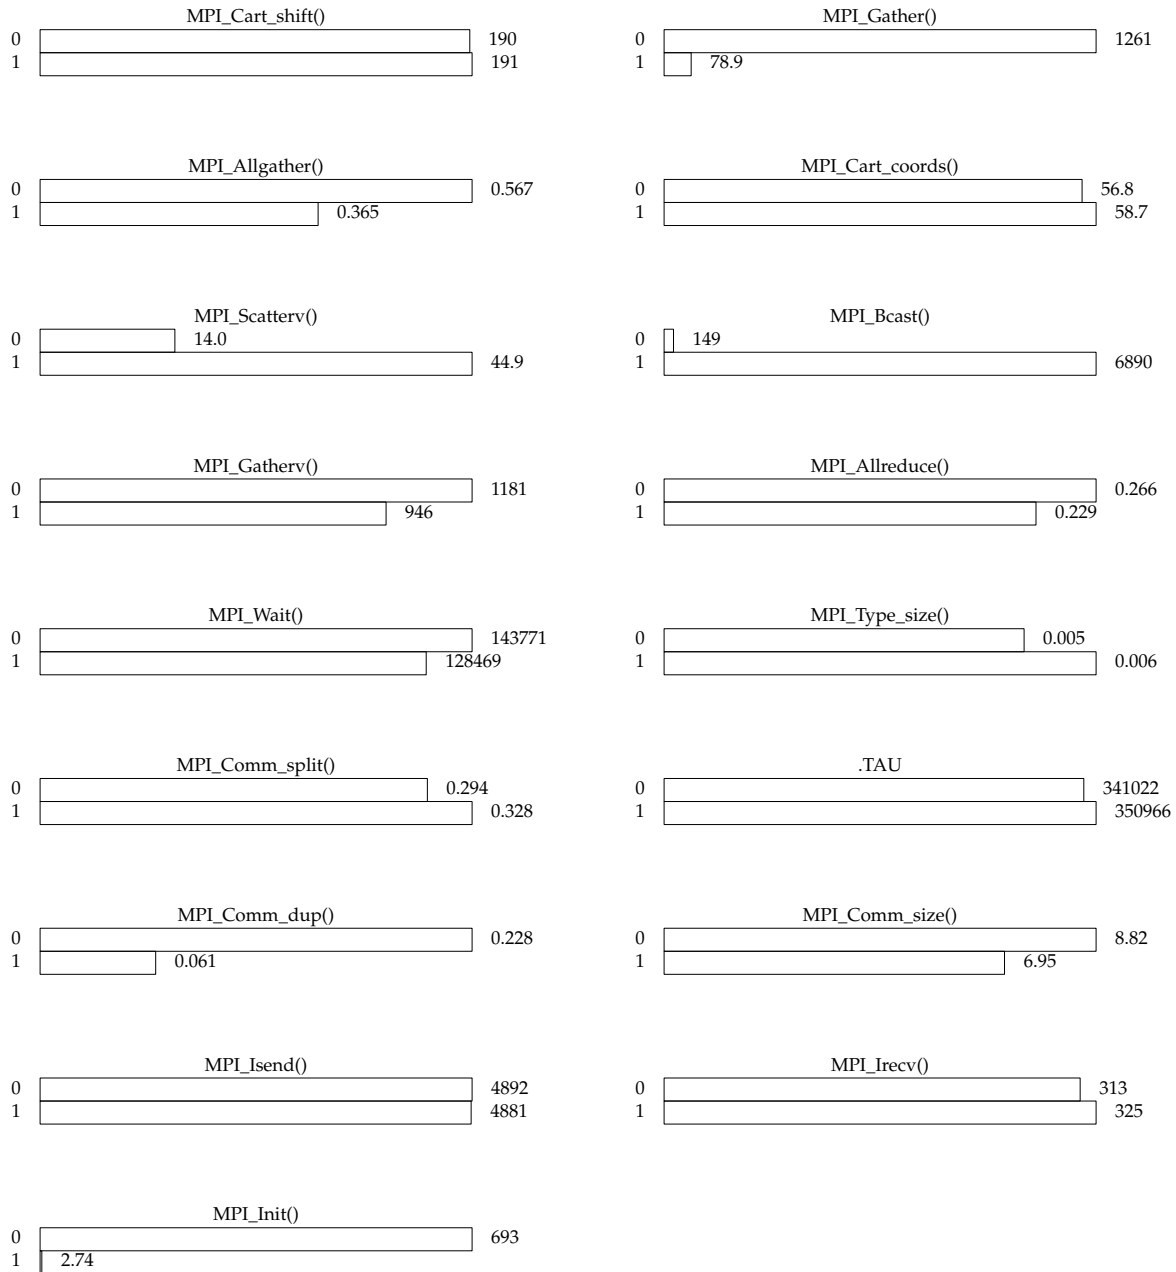 MPI_Cart_shift()
0 190
1 191
MPI_Gather()
0 1261
1 78.9
MPI_Allgather()
0 0.567
1 0.365
MPI_Cart_coords()
0 56.8
1 58.7
MPI_Scatterv()
0 14.0
1 44.9
MPI_Bcast()
0 149
1 6890
MPI_Gatherv()
0 1181
1 946
MPI_Allreduce()
0 0.266
1 0.229
MPI_Wait()
0 143771
1 128469
MPI_Type_size()
0 0.005
1 0.006
MPI_Comm_split()
0 0.294
1 0.328
.TAU
0 341022
1 350966
MPI_Comm_dup()
0 0.228
1 0.061
MPI_Comm_size()
0 8.82
1 6.95
MPI_Isend()
0 4892
1 4881
MPI_Irecv()
0 313
1 325
MPI_Init()
0 693
1 2.74